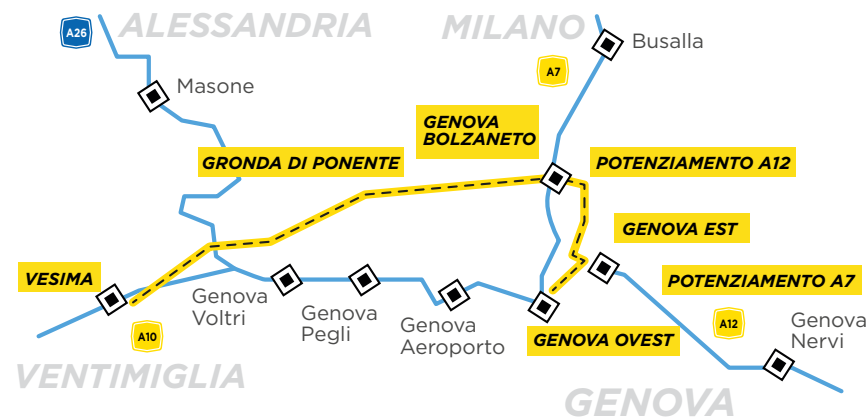 ALESSANDRIA
MILANO
A26
Busalla
A7
Masone
GENOVA
BOLZANETO
GRONDA DI PONENTE
POTENZIAMENTO A12
GENOVA EST
VESIMA
POTENZIAMENTO A7
Genova
Voltri
Genova
Pegli
Genova
Aeroporto
A10
GENOVA OVEST
A12
Genova
Nervi
VENTIMIGLIA
GENOVA